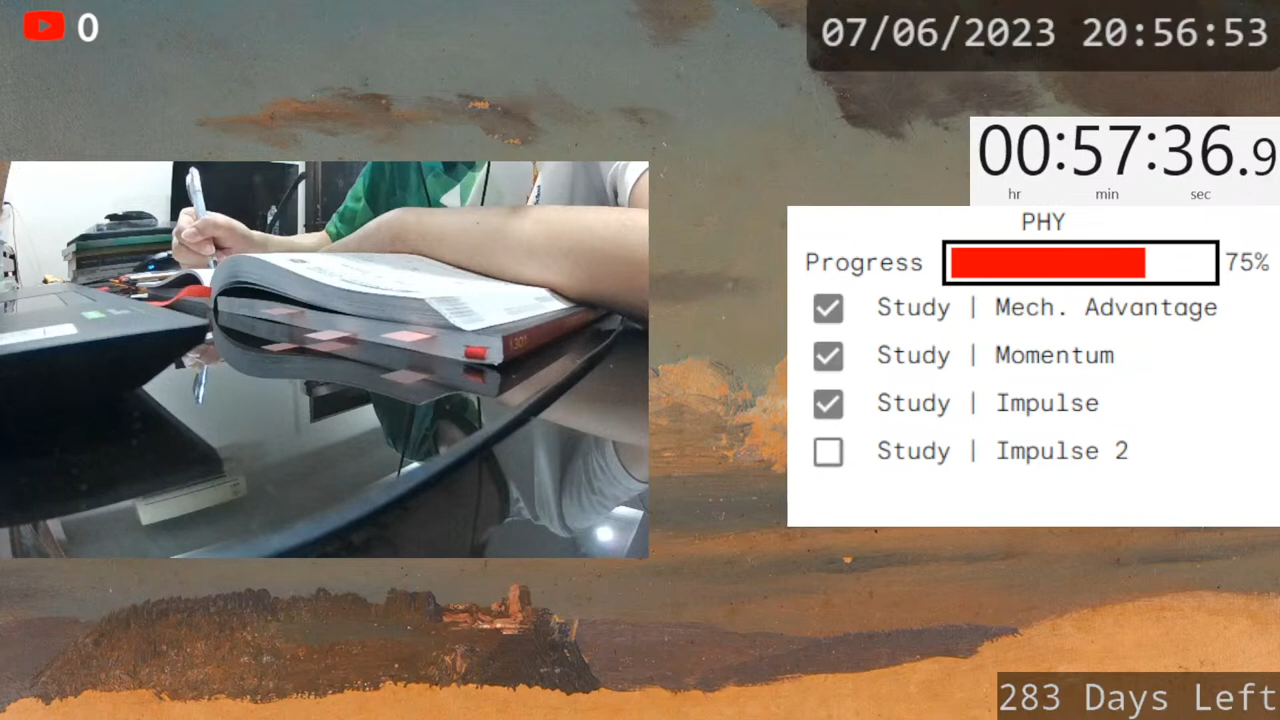 0
07/06/2023 20:56:53
00:57:36.9
hr min sec
PHY
Progress 75%
Study | Mech. Advantage
Study | Momentum
Study | Impulse
Study | Impulse 2
283 Days Left